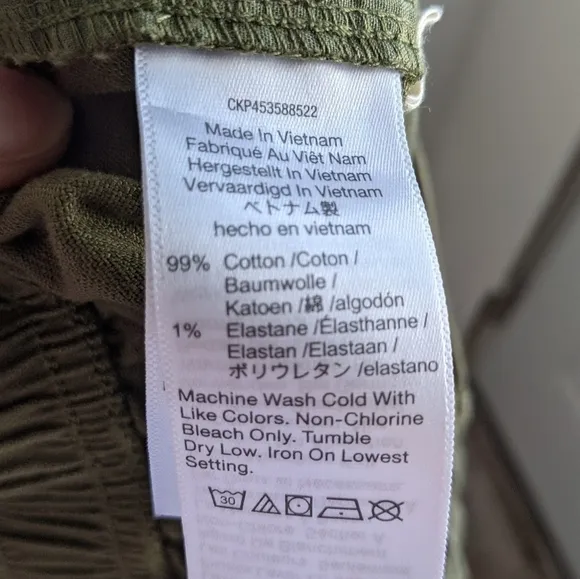 CKP453588522
Made In Vietnam
Fabriqué Au Việt Nam
Hergestellt In Vietnam
Vervaardigd In Vietnam
ベトナム製
hecho en vietnam
99% Cotton /Coton /
Baumwolle /
Katoen /綿 /algodón
1% Elastane /Élasthanne /
Elastan /Elastaan /
ポリウレタン /elastano
Machine Wash Cold With
Like Colors. Non-Chlorine
Bleach Only. Tumble
Dry Low. Iron On Lowest
Setting.
30